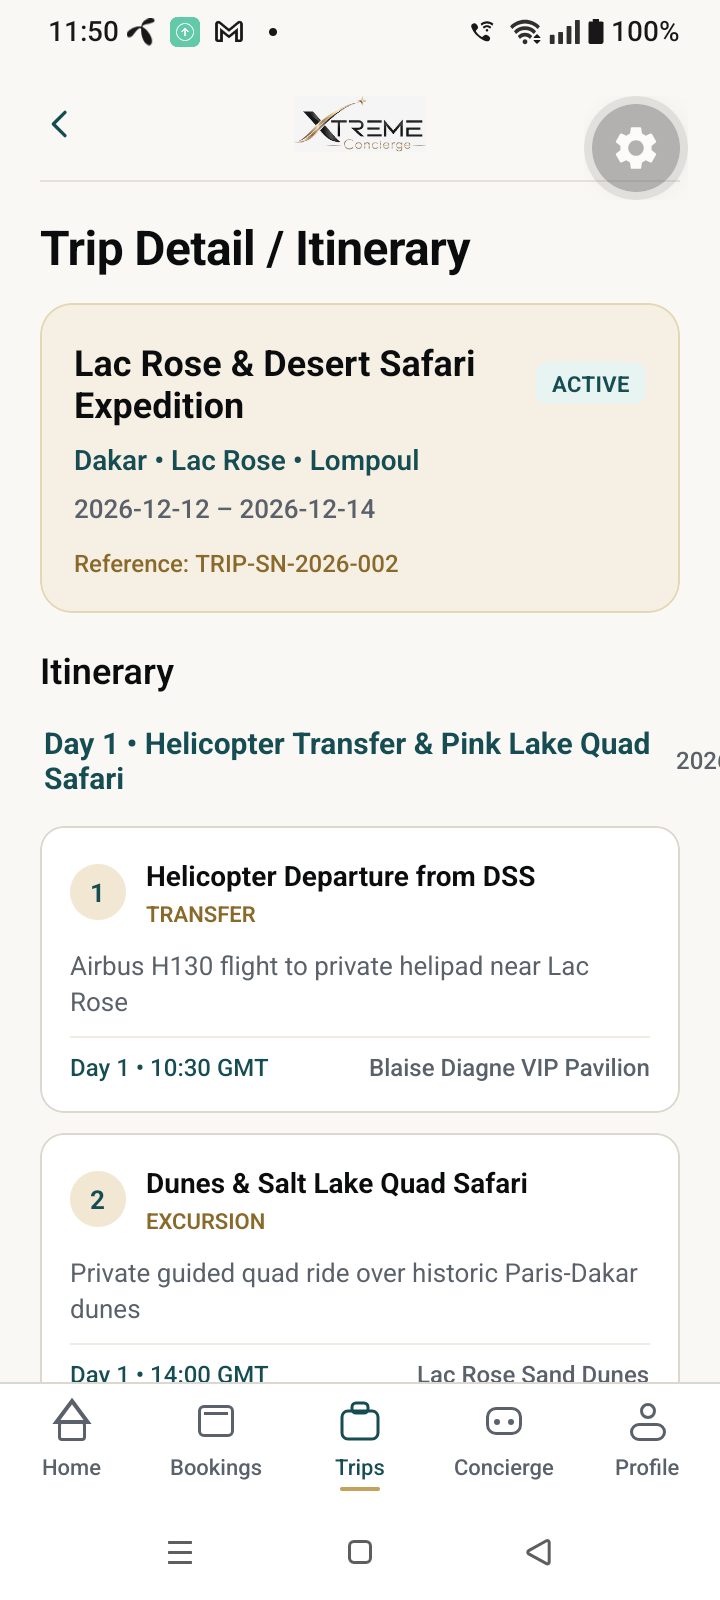 11:50
100%
XTREME
Concierge
Trip Detail / Itinerary
Lac Rose & Desert Safari
Expedition
ACTIVE
Dakar • Lac Rose • Lompoul
2026-12-12 – 2026-12-14
Reference: TRIP-SN-2026-002
Itinerary
Day 1 • Helicopter Transfer & Pink Lake Quad
Safari
1
Helicopter Departure from DSS
TRANSFER
Airbus H130 flight to private helipad near Lac
Rose
Day 1 • 10:30 GMT
Blaise Diagne VIP Pavilion
2
Dunes & Salt Lake Quad Safari
EXCURSION
Private guided quad ride over historic Paris-Dakar
dunes
Day 1 • 14:00 GMT
Lac Rose Sand Dunes
Home
Bookings
Trips
Concierge
Profile